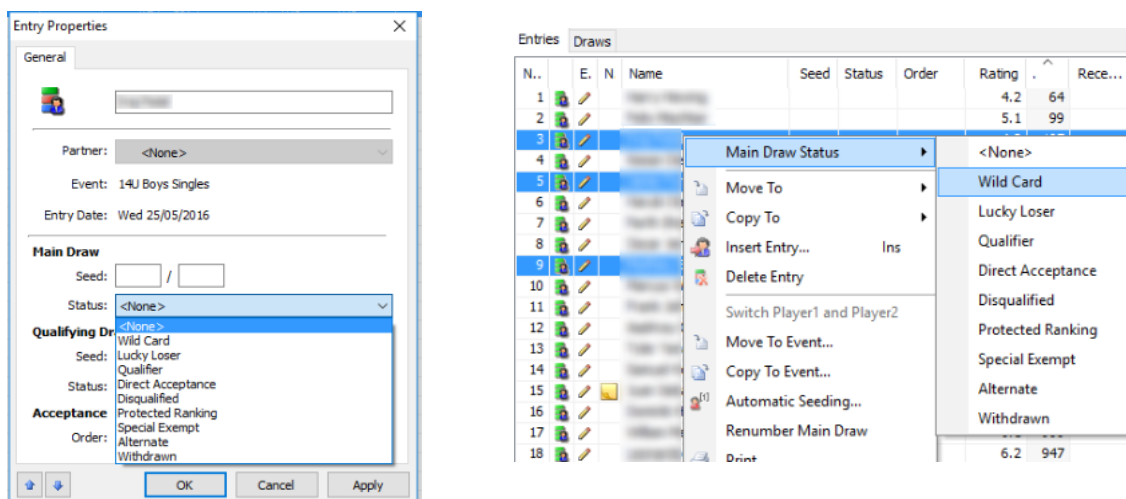 Entry Properties
General
Partner: <None>
Event: 14U Boys Singles
Entry Date: Wed 25/05/2016
Main Draw
Seed: /
Status: <None>
<None>
Wild Card
Lucky Loser
Qualifier
Direct Acceptance
Disqualified
Protected Ranking
Special Exempt
Alternate
Withdrawn
Qualifying Dr
Seed:
Status:
Acceptance
Order:
OK Cancel Apply
Entries Draws
N.. E. N Name Seed Status Order Rating . Rece...
1 4.2 64
2 5.1 99
3
4
5
6
7
8
9
10
11
12
13
14
15
16
17
18 6.2 947
Main Draw Status
Move To
Copy To
Insert Entry... Ins
Delete Entry
Switch Player1 and Player2
Move To Event...
Copy To Event...
Automatic Seeding...
Renumber Main Draw
Print
<None>
Wild Card
Lucky Loser
Qualifier
Direct Acceptance
Disqualified
Protected Ranking
Special Exempt
Alternate
Withdrawn